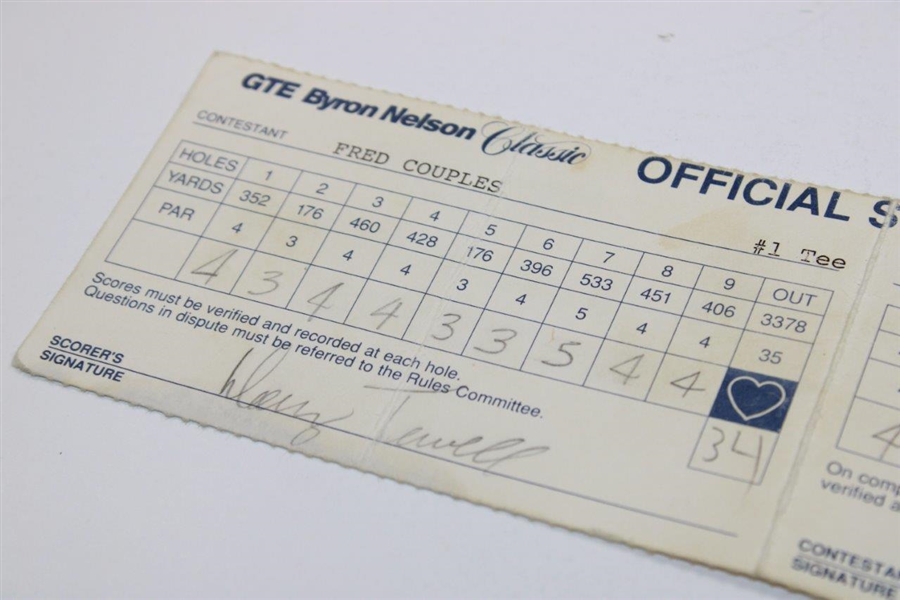 GTE Byron Nelson Classic
OFFICIAL S
CONTESTANT FRED COUPLES
#1 Tee
HOLES 1 2 3 4 5 6 7 8 9 OUT
YARDS 352 176 460 428 176 396 533 451 406 3378
PAR 4 3 4 4 3 4 5 4 4 35
4 3 4 4 3 3 5 4 4
34
4
Scores must be verified and recorded at each hole.
Questions in dispute must be referred to the Rules Committee.
SCORER'S
SIGNATURE
On comp
verified a
CONTESTA
SIGNATURE